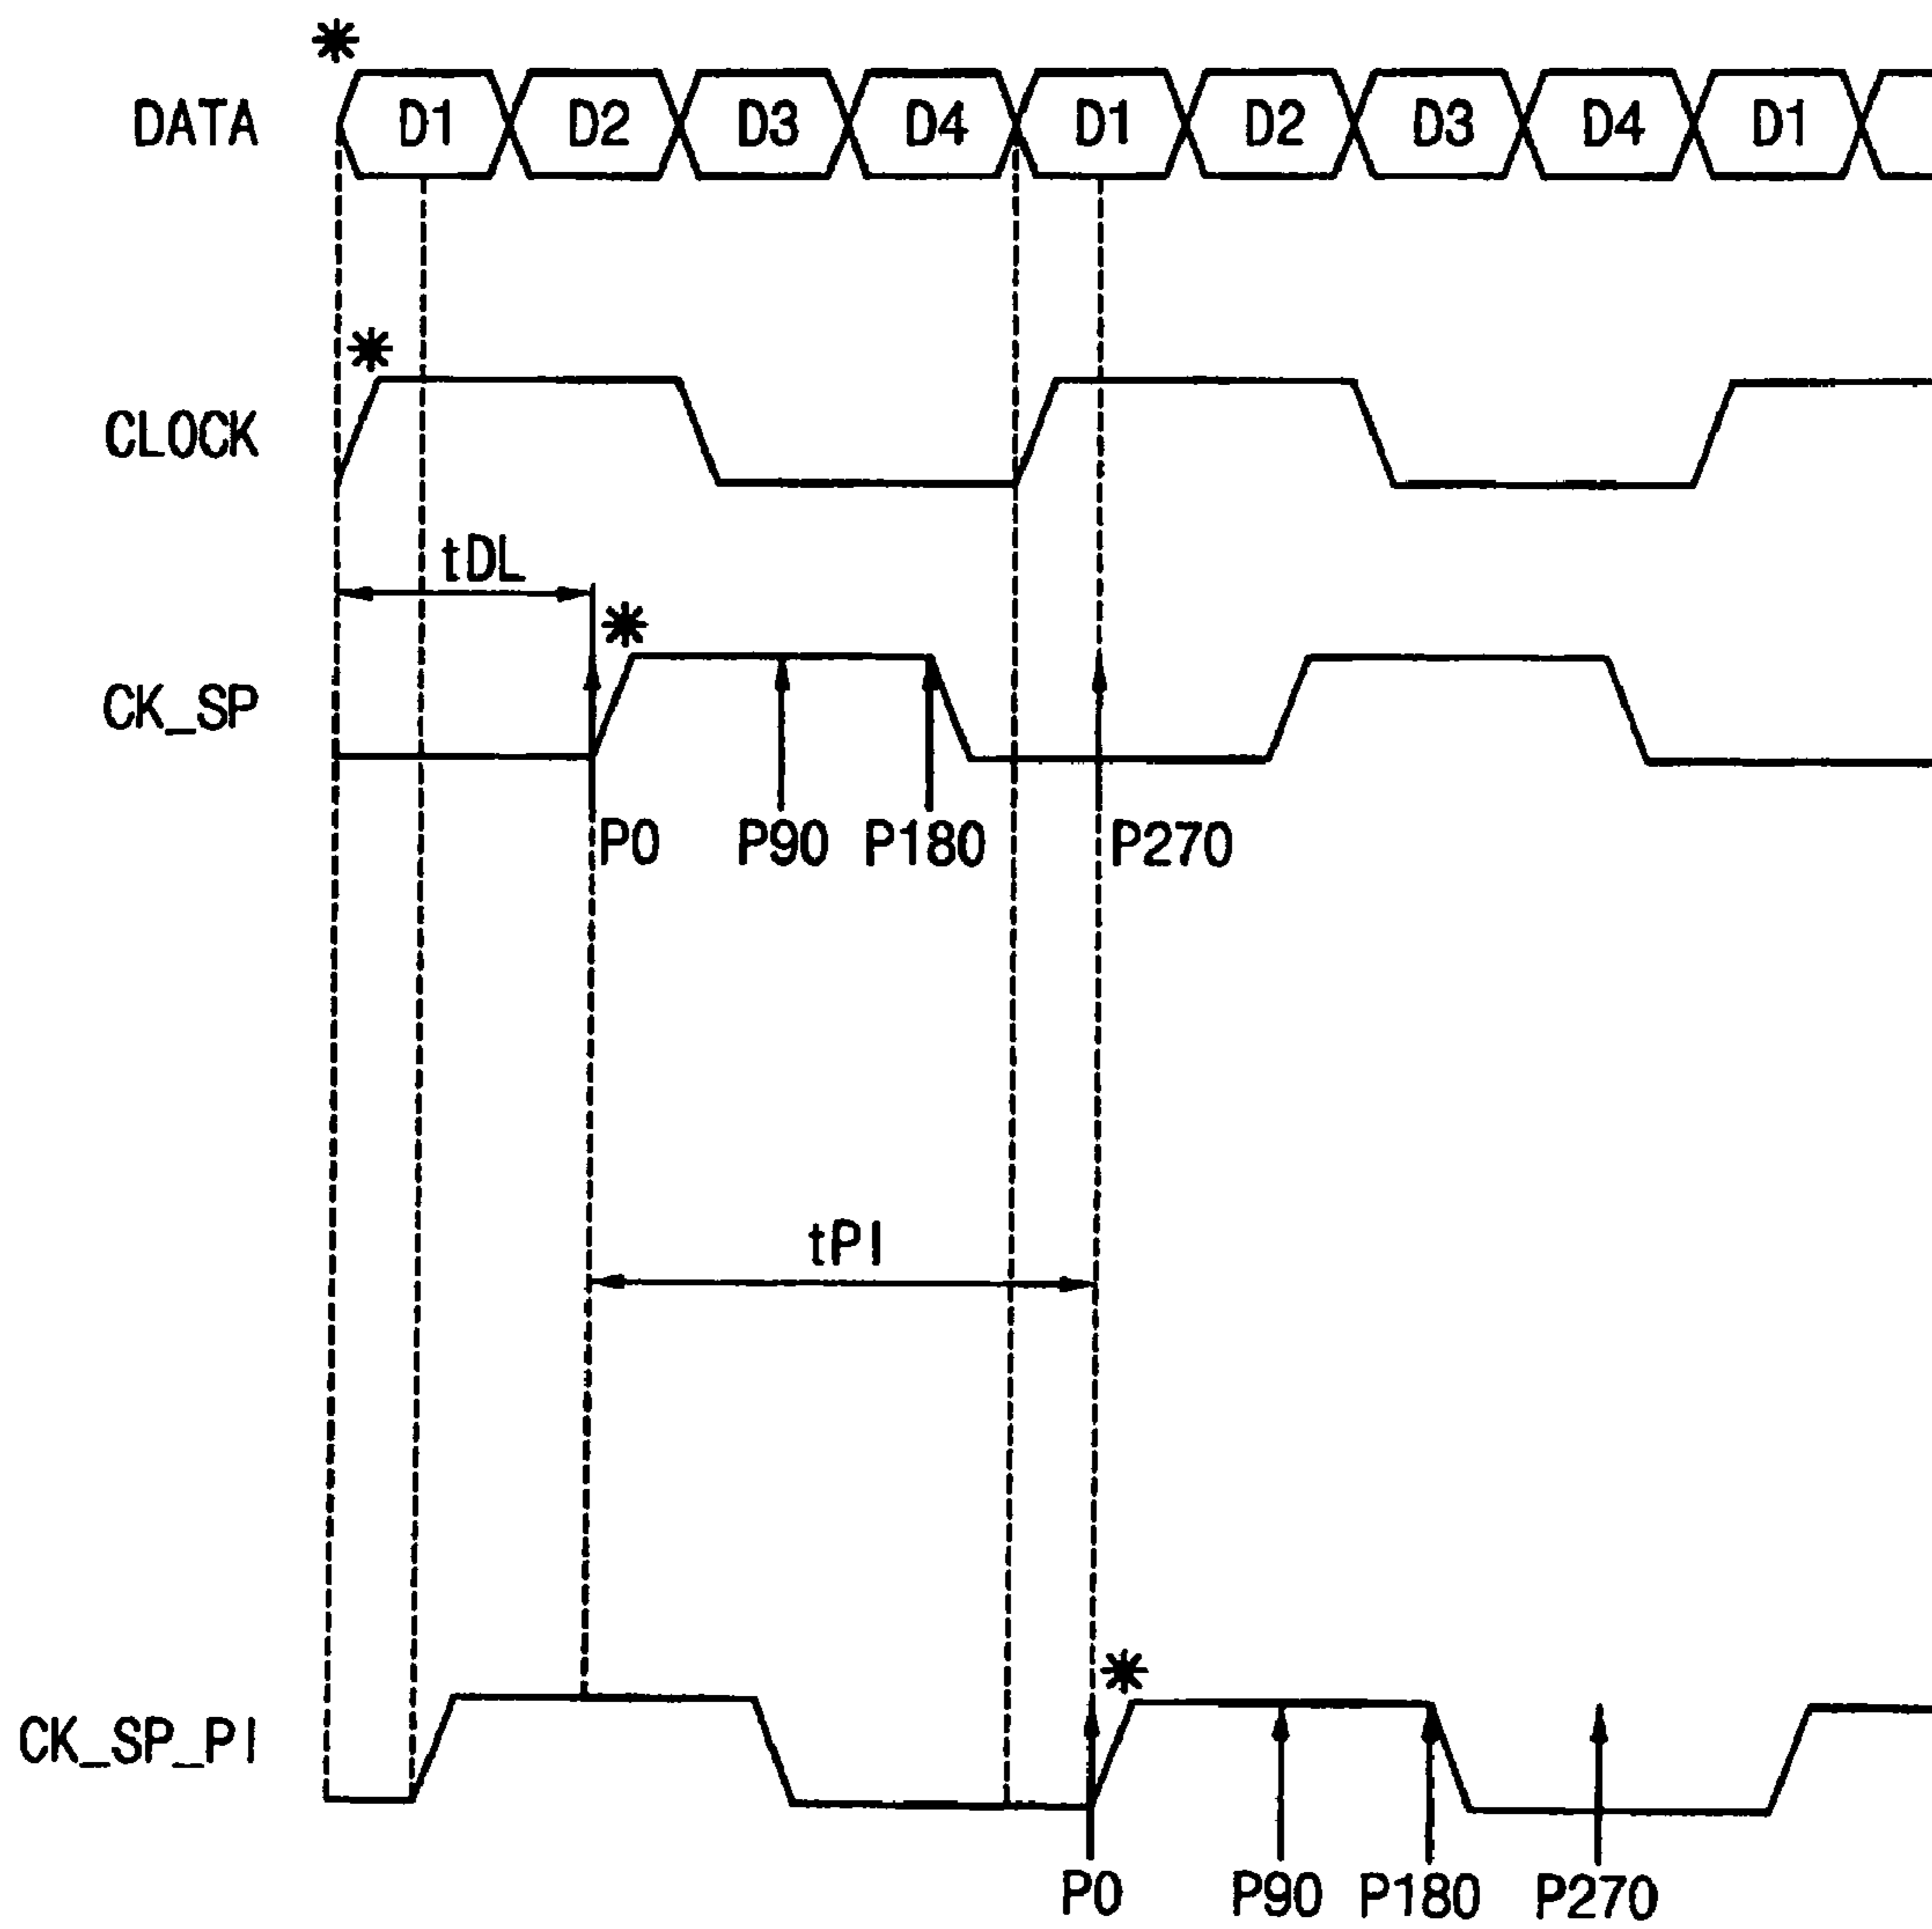 *
DATA D1 D2 D3 D4 D1 D2 D3 D4 D1
*
CLOCK
tDL
*
CK_SP
P0 P90 P180 P270
tPI
*
CK_SP_PI
P0 P90 P180 P270